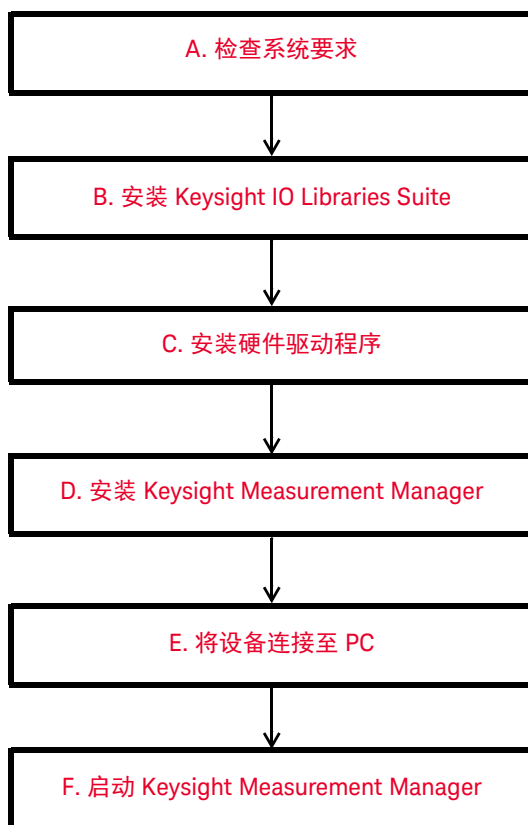 A. 检查系统要求
B. 安装 Keysight IO Libraries Suite
C. 安装硬件驱动程序
D. 安装 Keysight Measurement Manager
E. 将设备连接至 PC
F. 启动 Keysight Measurement Manager